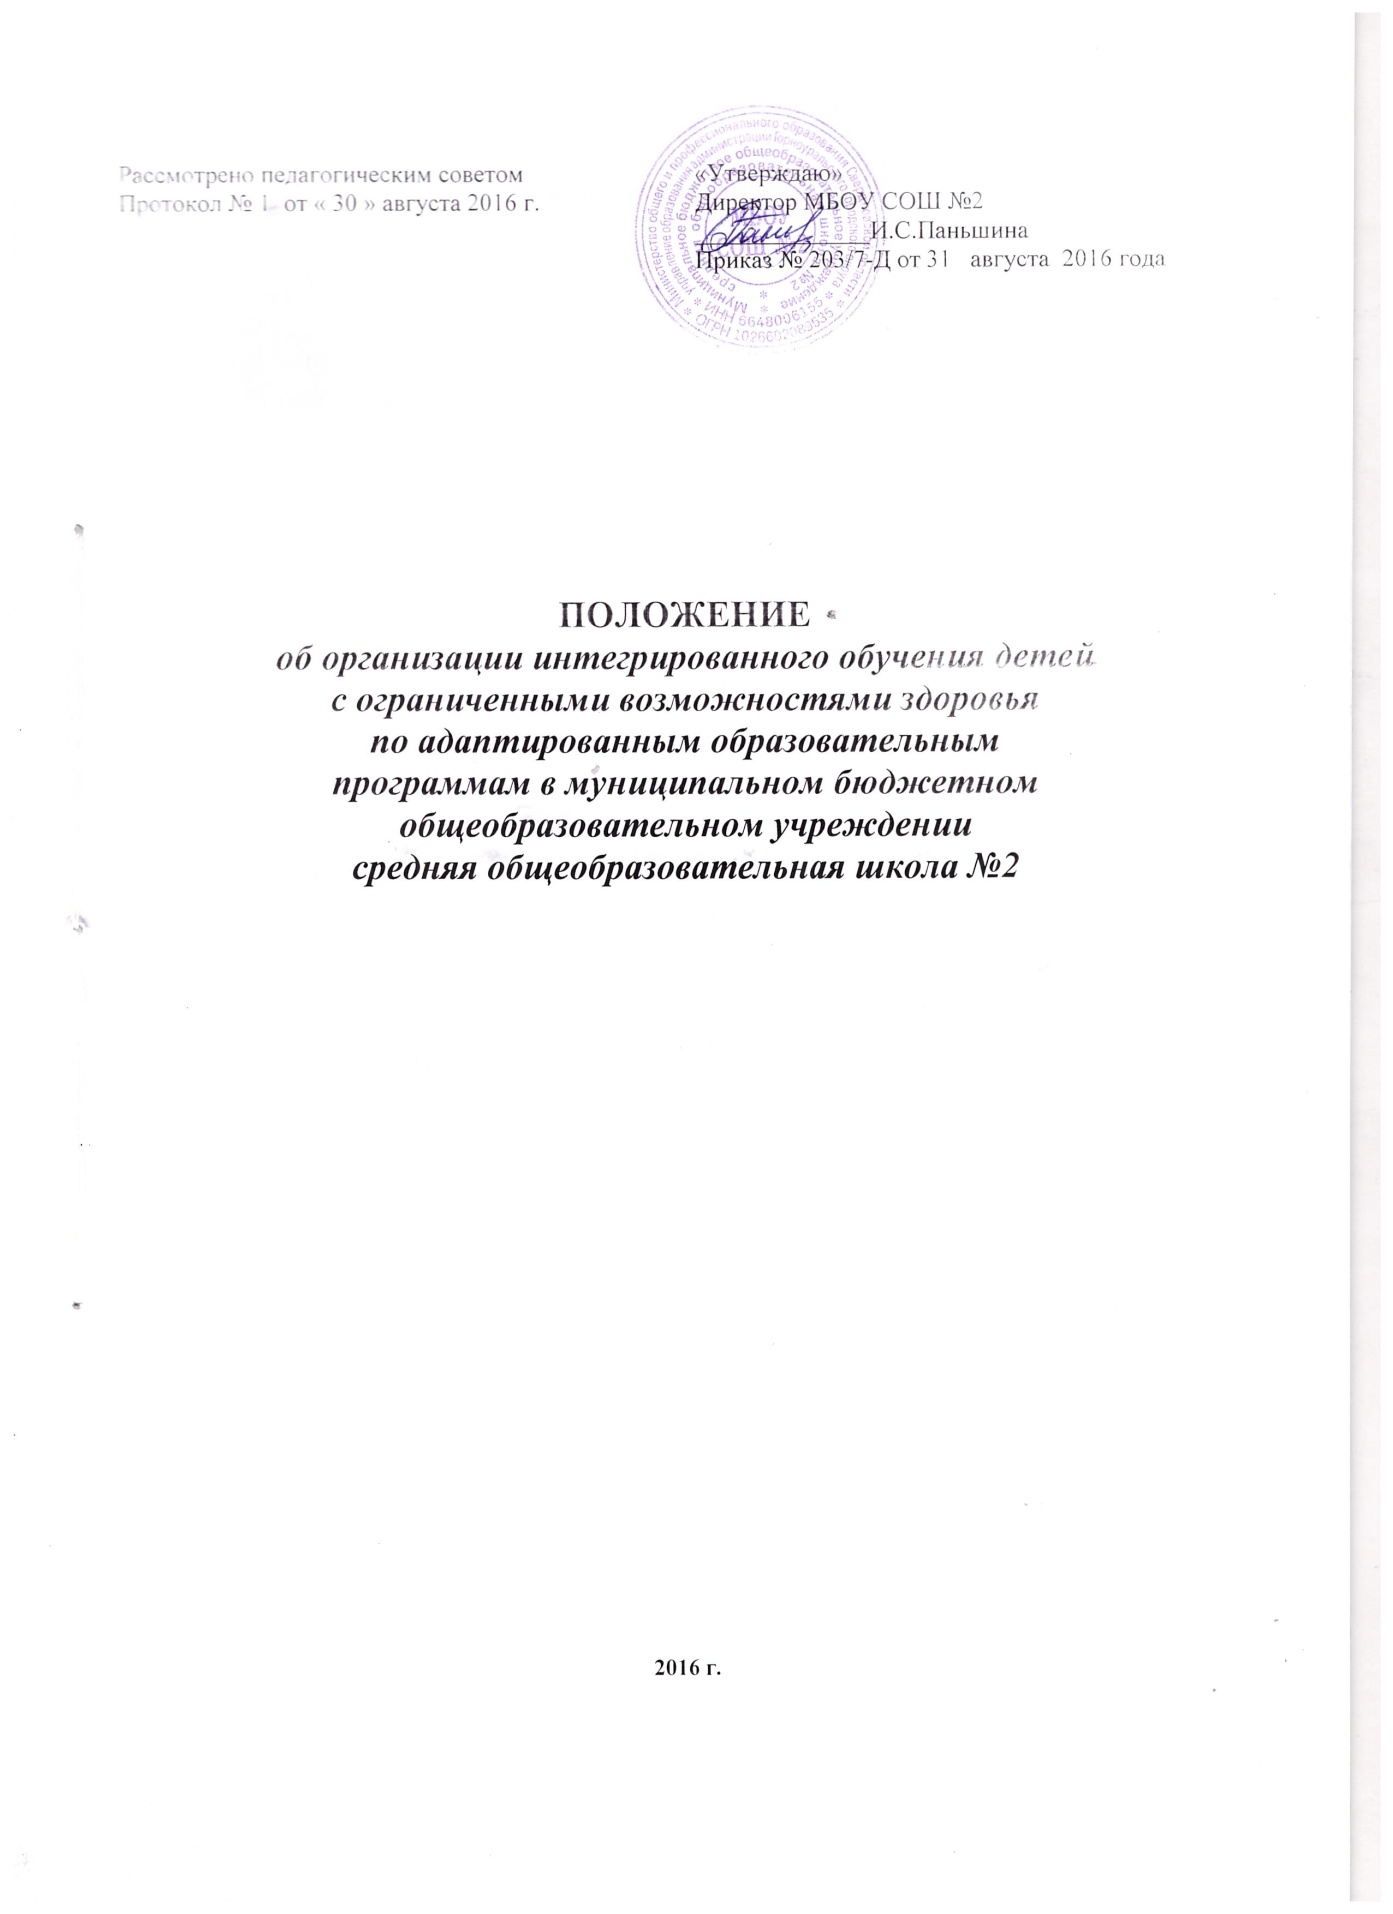 Рассмотрено педагогическим советом
Протокол № 1 от « 30 » августа 2016 г.
«Утверждаю»
Директор МБОУ СОШ №2
И.С.Паньшина
Приказ № 203/7-Д от 31 августа 2016 года
ПОЛОЖЕНИЕ
об организации интегрированного обучения детей
с ограниченными возможностями здоровья
по адаптированным образовательным
программам в муниципальном бюджетном
общеобразовательном учреждении
средняя общеобразовательная школа №2
2016 г.